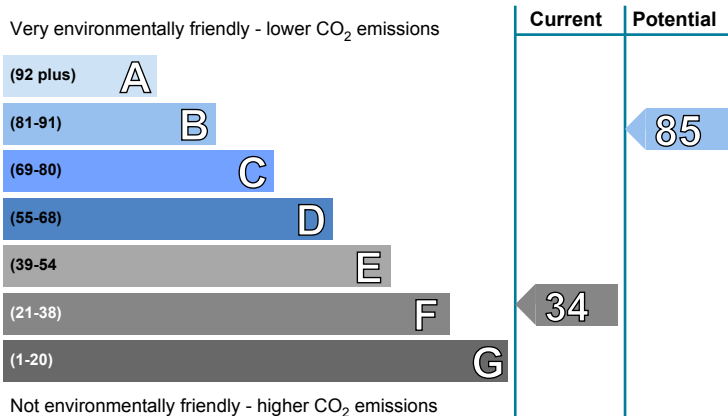 Very environmentally friendly - lower CO2 emissions
Current
Potential
(92 plus) A
(81-91) B
85
(69-80) C
(55-68) D
(39-54 E
(21-38) F
34
(1-20) G
Not environmentally friendly - higher CO2 emissions